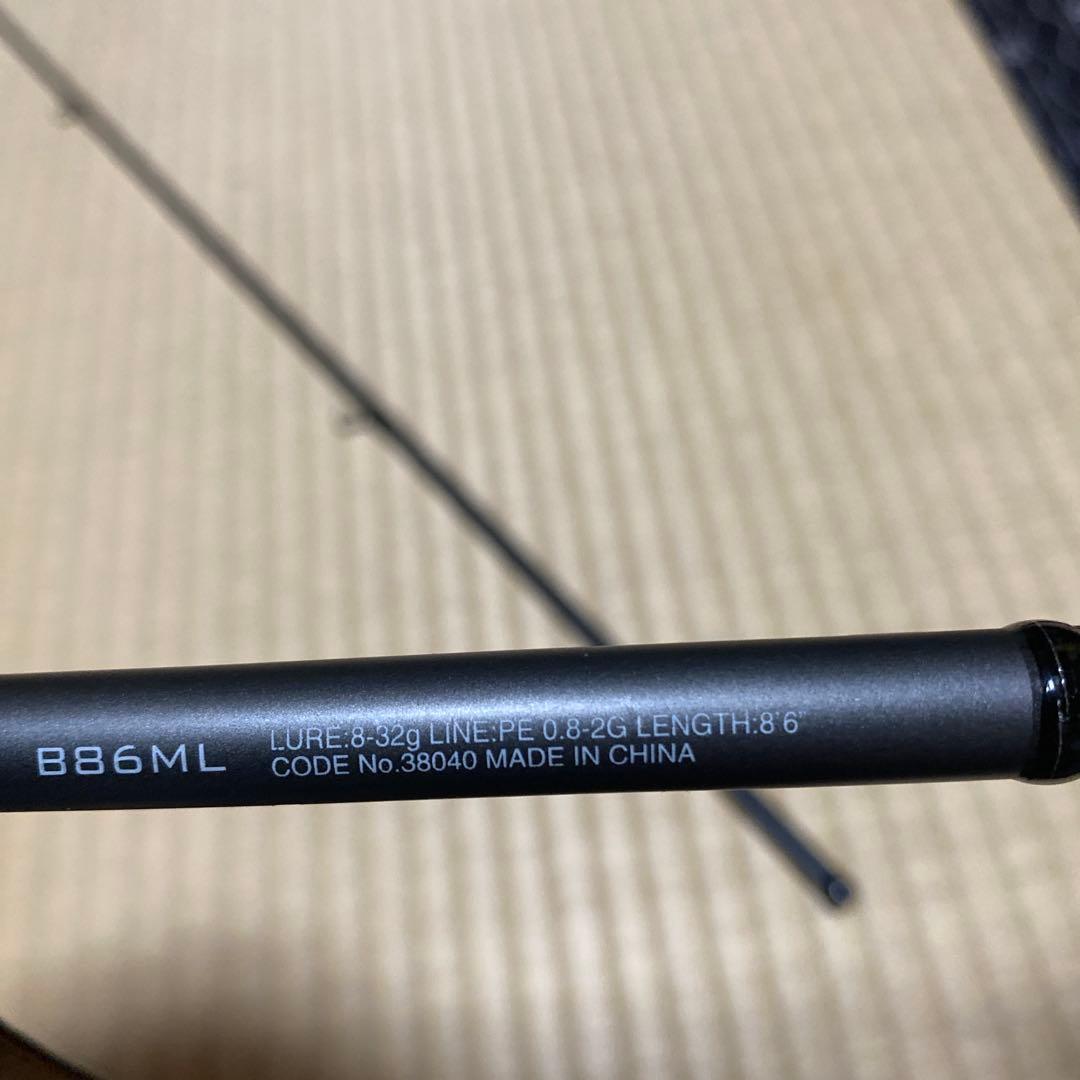 B86ML
LURE:8-32g LINE:PE 0.8-2G LENGTH:8'6"
CODE No.38040 MADE IN CHINA